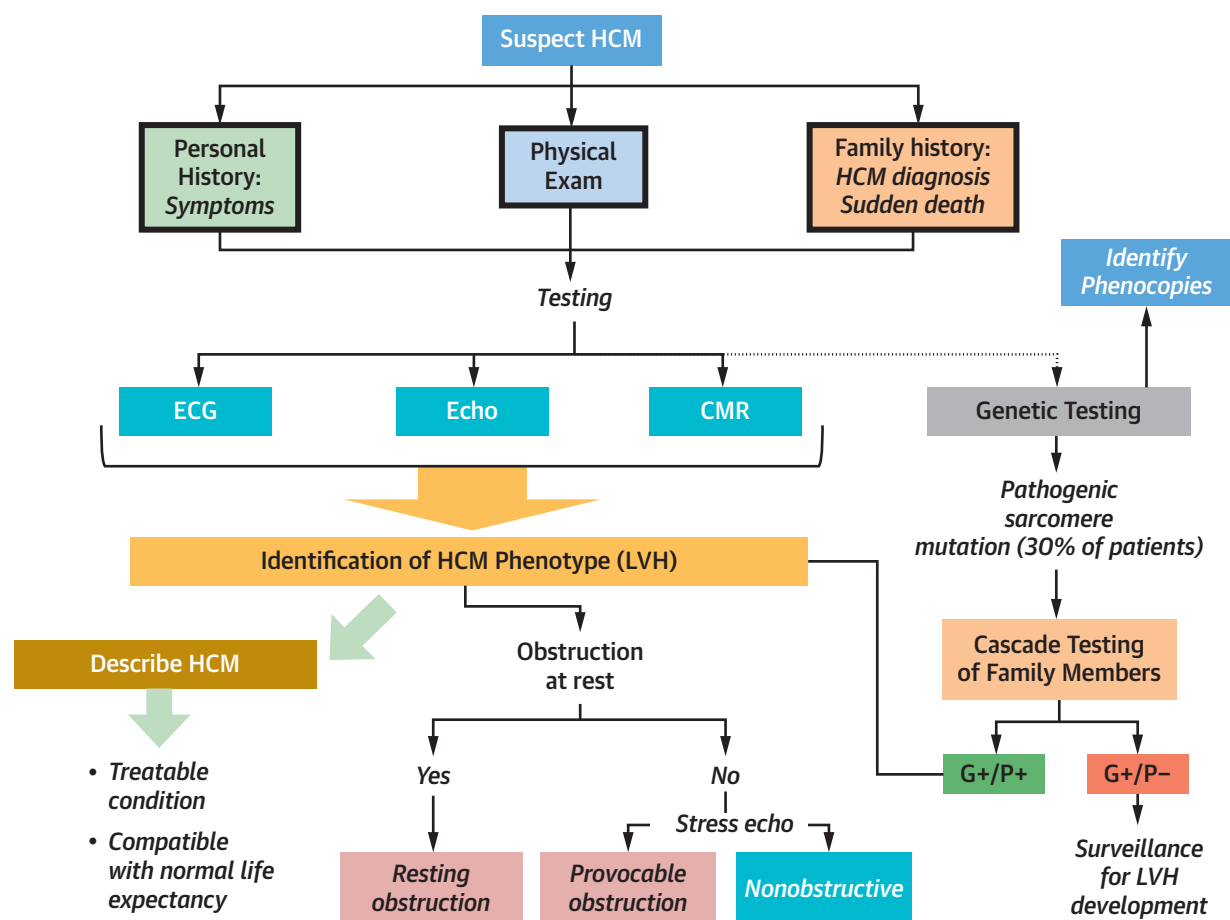 Suspect HCM
Personal
History:
Symptoms
Physical
Exam
Family history:
HCM diagnosis
Sudden death
Identify
Phenocopies
Testing
ECG
Echo
CMR
Genetic Testing
Pathogenic
sarcomere
mutation (30% of patients)
Identification of HCM Phenotype (LVH)
Describe HCM
Obstruction
at rest
Cascade Testing
of Family Members
• Treatable
condition
• Compatible
with normal life
expectancy
Yes
No
G+/P+
G+/P−
Stress echo
Resting
obstruction
Provocable
obstruction
Nonobstructive
Surveillance
for LVH
development